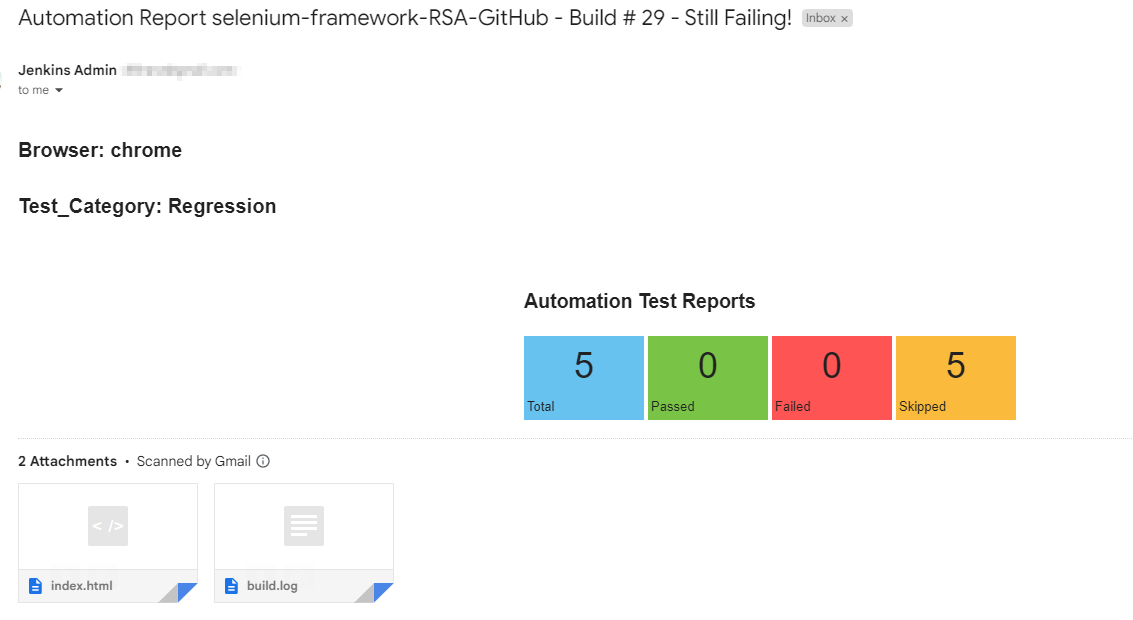 Automation Report selenium-framework-RSA-GitHub - Build # 29 - Still Failing! Inbox ×
Jenkins Admin
to me
Browser: chrome
Test_Category: Regression
Automation Test Reports
5 0 0 5
Total Passed Failed Skipped
2 Attachments • Scanned by Gmail
< /> 
index.html build.log